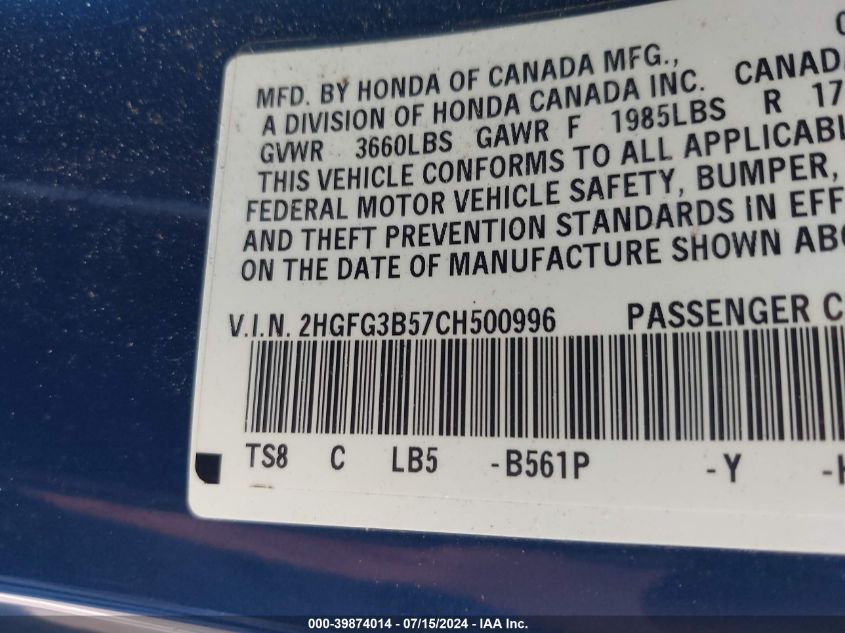 MFD. BY HONDA OF CANADA MFG.,
A DIVISION OF HONDA CANADA INC. CANADA
GVWR 3660LBS GAWR F 1985LBS R 17
THIS VEHICLE CONFORMS TO ALL APPLICABL
FEDERAL MOTOR VEHICLE SAFETY, BUMPER,
AND THEFT PREVENTION STANDARDS IN EFF
ON THE DATE OF MANUFACTURE SHOWN ABO
V.I.N. 2HGFG3B57CH500996 PASSENGER C
TS8 C LB5 -B561P -Y -H
000-39874014 - 07/15/2024 - IAA Inc.